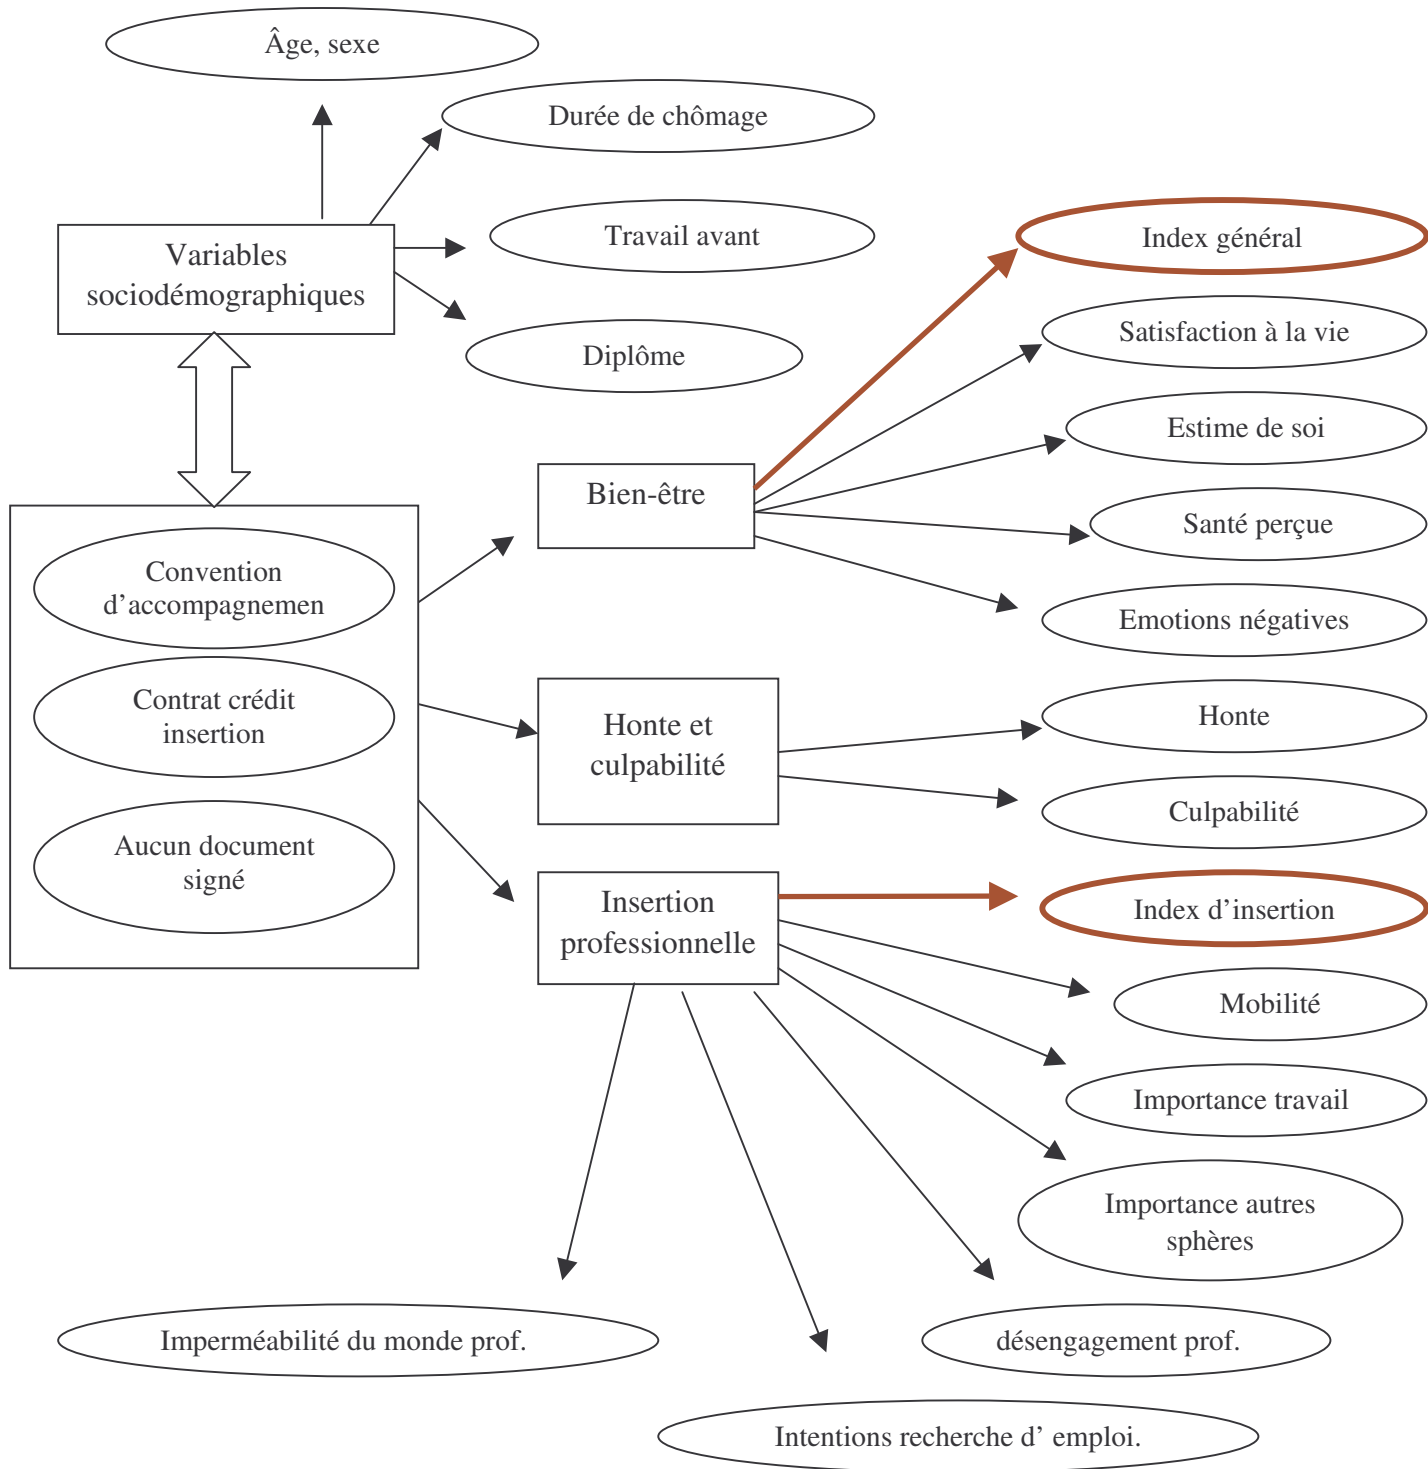 Âge, sexe
Durée de chômage
Travail avant
Diplôme
Variables
sociodémographiques
Index général
Satisfaction à la vie
Estime de soi
Santé perçue
Emotions négatives
Bien-être
Convention
d’accompagnemen
Contrat crédit
insertion
Aucun document
signé
Honte et
culpabilité
Honte
Culpabilité
Insertion
professionnelle
Index d’insertion
Mobilité
Importance travail
Importance autres
sphères
Imperméabilité du monde prof.
désengagement prof.
Intentions recherche d’ emploi.